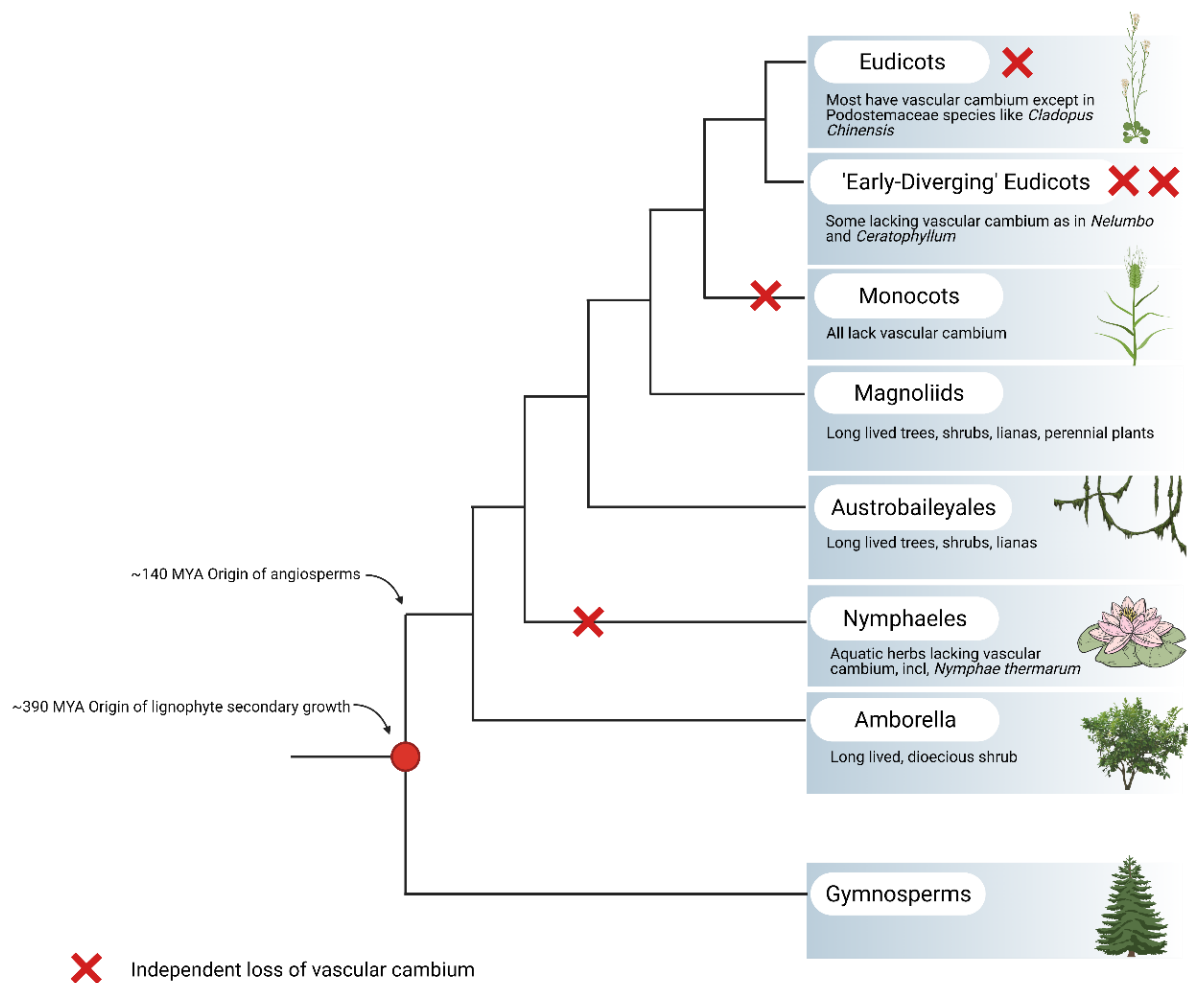 Eudicots
Most have vascular cambium except in
Podostemaceae species like Cladopus
Chinensis
'Early-Diverging' Eudicots
Some lacking vascular cambium as in Nelumbo
and Ceratophyllum
Monocots
All lack vascular cambium
Magnoliids
Long lived trees, shrubs, lianas, perennial plants
Austrobaileyales
Long lived trees, shrubs, lianas
~140 MYA Origin of angiosperms
Nymphaeles
Aquatic herbs lacking vascular
cambium, incl, Nymphae thermarum
~390 MYA Origin of lignophyte secondary growth
Amborella
Long lived, dioecious shrub
Gymnosperms
Independent loss of vascular cambium